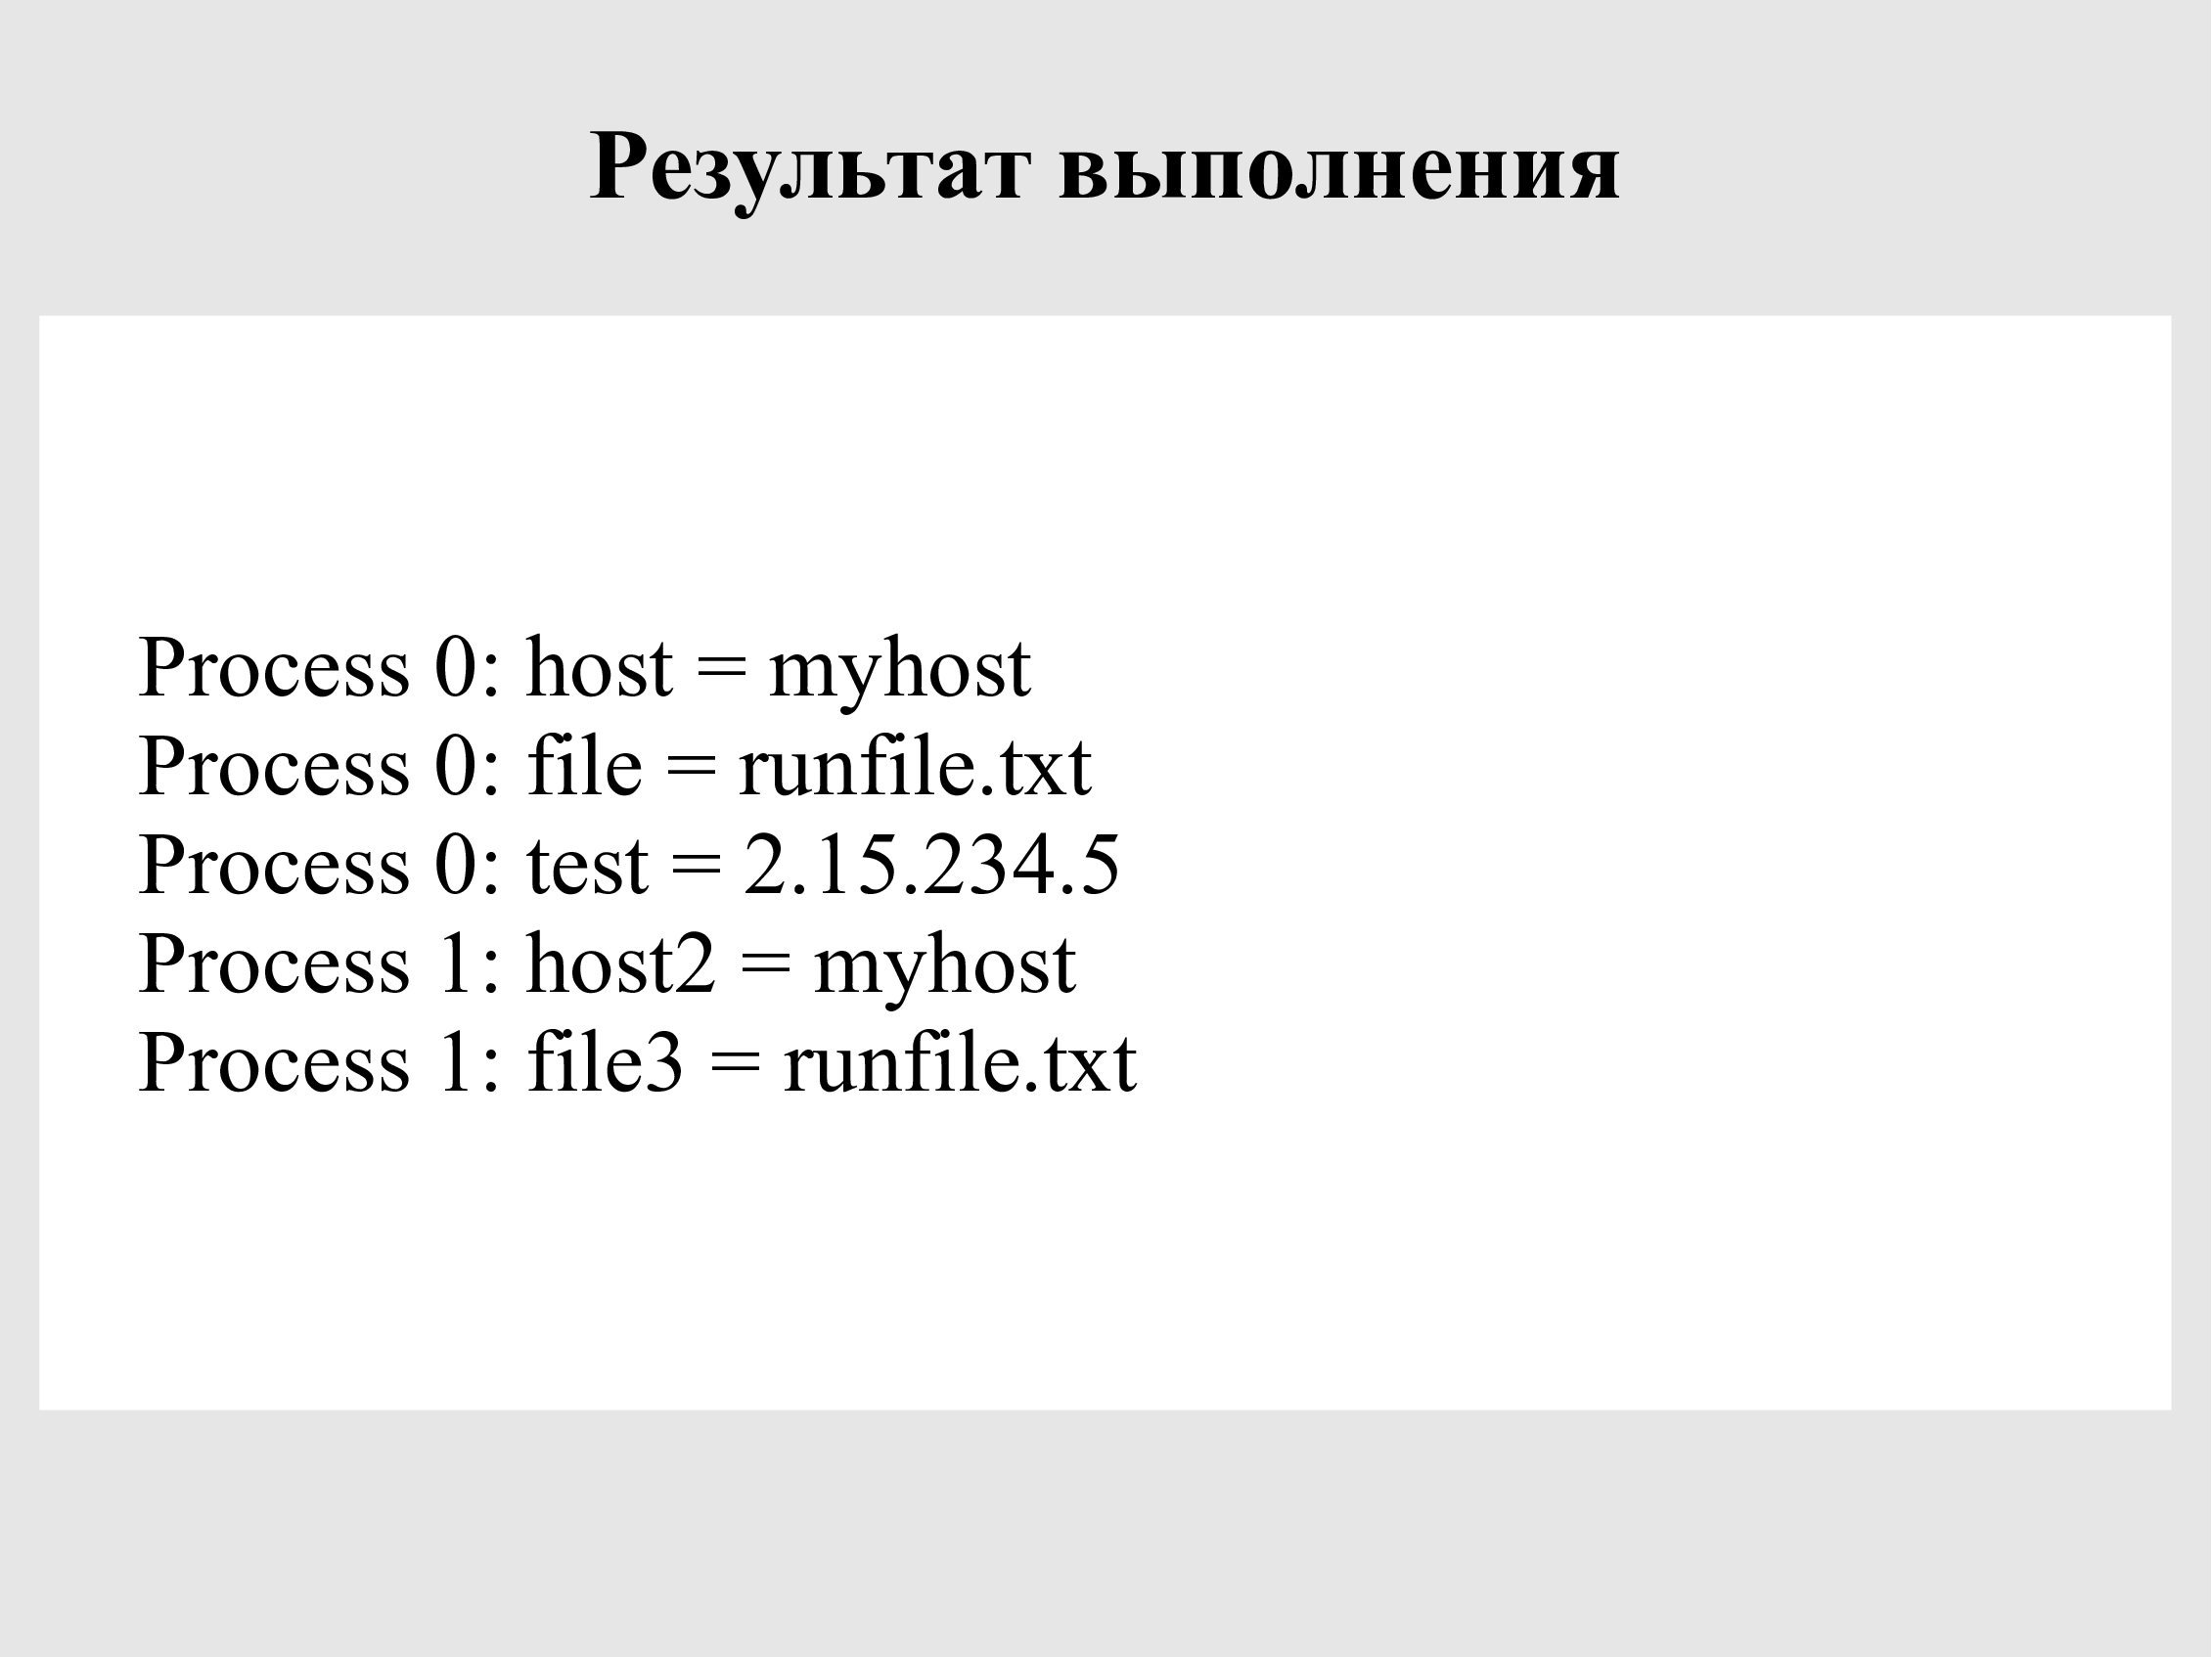 Результат выполнения
Process 0: host = myhost
Process 0: file = runfile.txt
Process 0: test = 2.15.234.5
Process 1: host2 = myhost
Process 1: file3 = runfile.txt